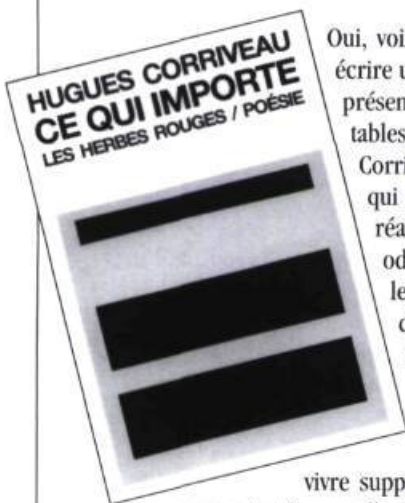 HUGUES CORRIVEAU
CE QUI IMPORTE
LES HERBES ROUGES / POÉSIE
Oui, voi
écrire u
présen
tables
Corri
qui
réa
od
le
vivre supp